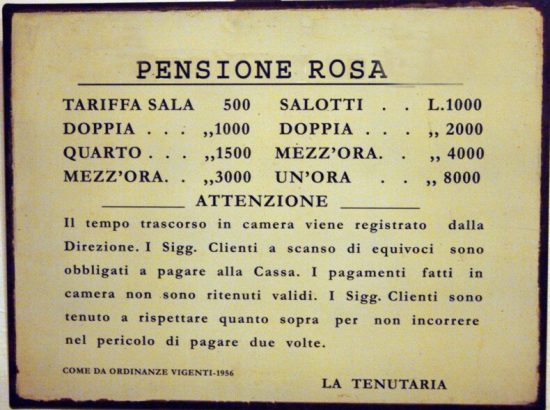 PENSIONE ROSA
TARIFFA SALA 500 SALOTTI . . L.1000
DOPPIA . . . ,,1000 DOPPIA . . . ,, 2000
QUARTO . . ,,1500 MEZZ'ORA. . ,, 4000
MEZZ'ORA. . ,,3000 UN'ORA . . ,, 8000
ATTENZIONE
Il tempo trascorso in camera viene registrato dalla
Direzione. I Sigg. Clienti a scanso di equivoci sono
obbligati a pagare alla Cassa. I pagamenti fatti in
camera non sono ritenuti validi. I Sigg. Clienti sono
tenuto a rispettare quanto sopra per non incorrere
nel pericolo di pagare due volte.
COME DA ORDINANZE VIGENTI-1956
LA TENUTARIA